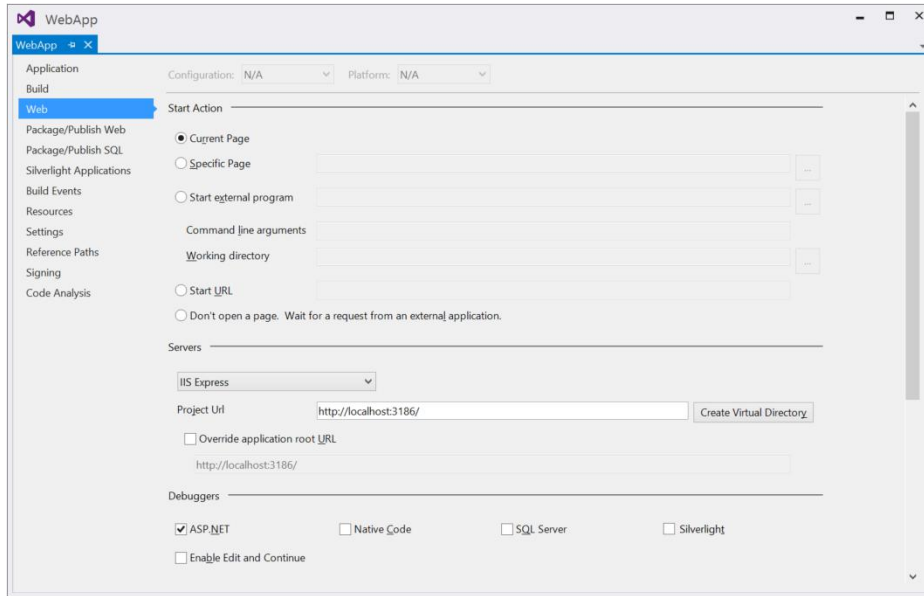 WebApp
WebApp
Application
Build
Web
Package/Publish Web
Package/Publish SQL
Silverlight Applications
Build Events
Resources
Settings
Reference Paths
Signing
Code Analysis
Configuration: N/A Platform: N/A
Start Action
Current Page
Specific Page ...
Start external program ...
Command line arguments
Working directory ...
Start URL
Don't open a page. Wait for a request from an external application.
Servers
IIS Express
Project Url http://localhost:3186/ Create Virtual Directory
Override application root URL
http://localhost:3186/
Debuggers
ASP.NET Native Code SQL Server Silverlight
Enable Edit and Continue